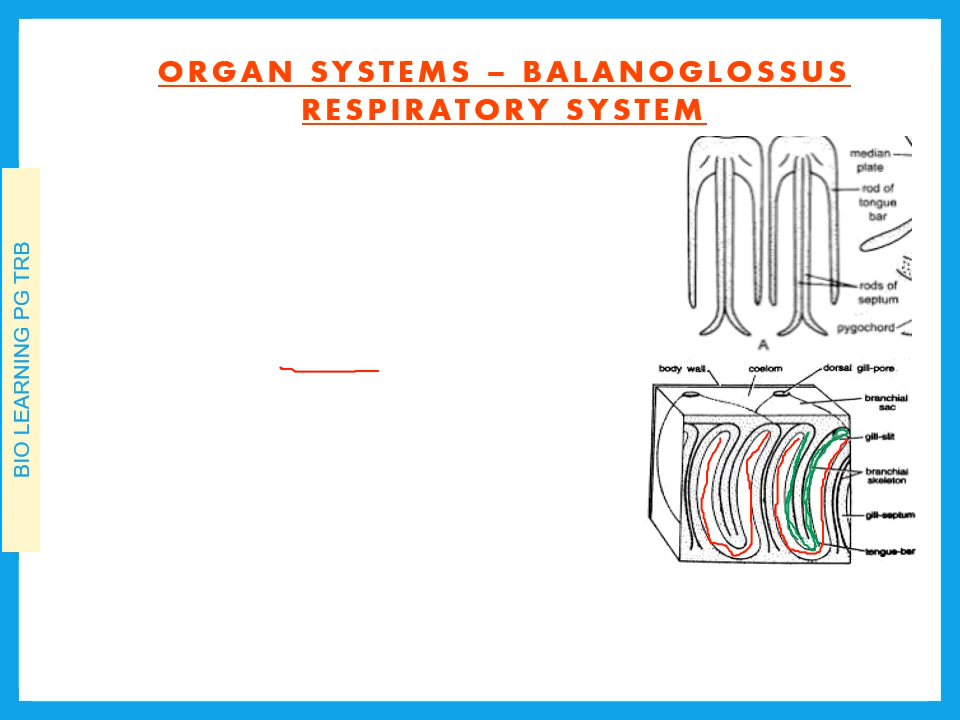 ORGAN SYSTEMS – BALANOGLOSSUS
RESPIRATORY SYSTEM
BIO LEARNING PG TRB
median
plate
rod of
tongue
bar
rods of
septum
pygochord
A
body wall
coelom
dorsal gill-pore
branchial
sac
gill-slit
branchial
skeleton
gill-septum
tongue-bar